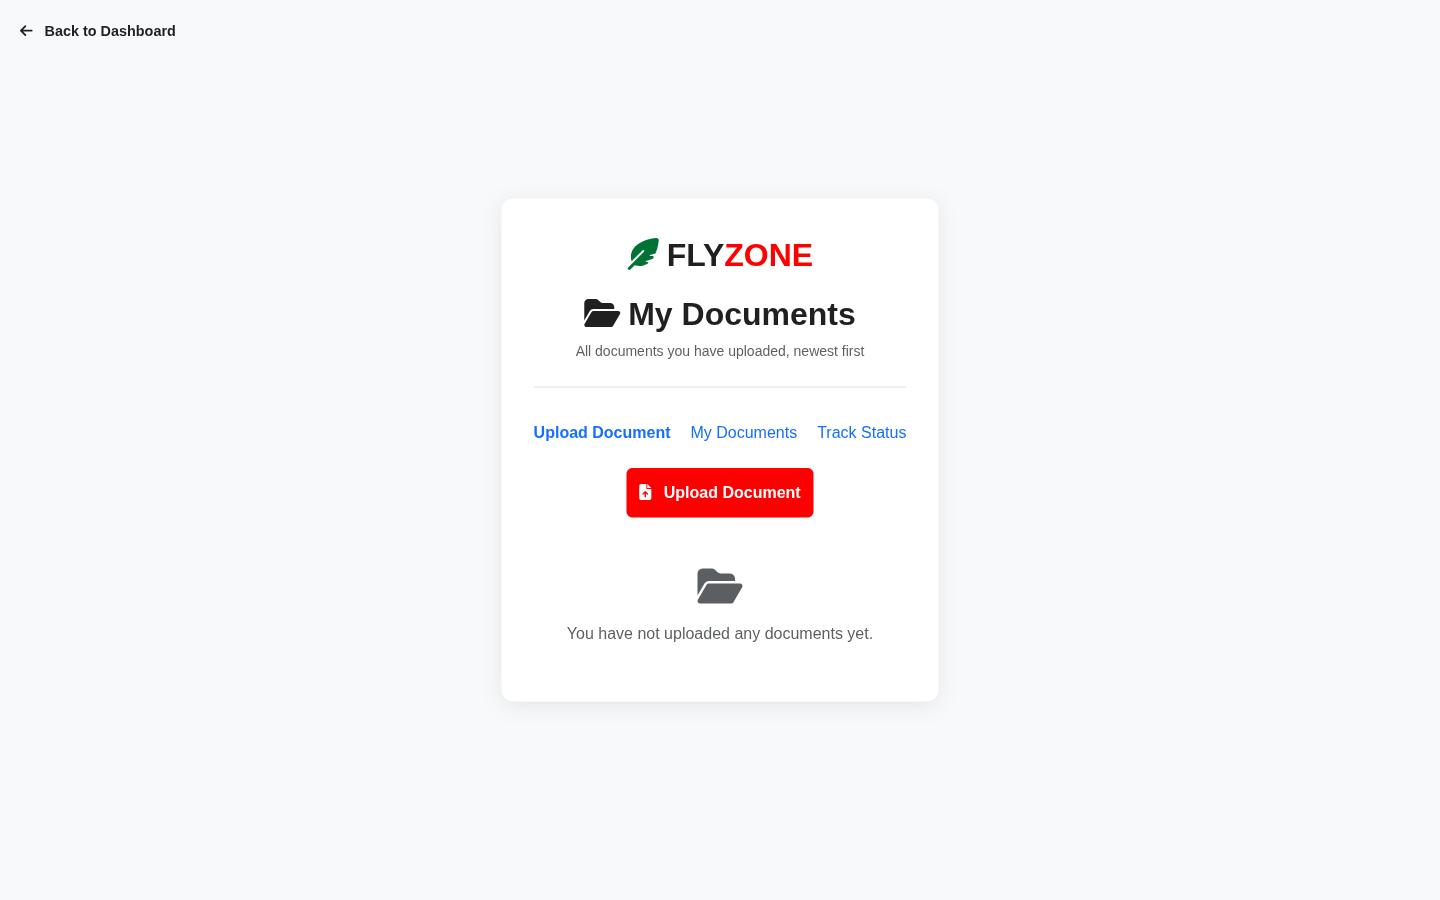 Back to Dashboard
FLYZONE
My Documents
All documents you have uploaded, newest first
Upload Document My Documents Track Status
Upload Document
You have not uploaded any documents yet.